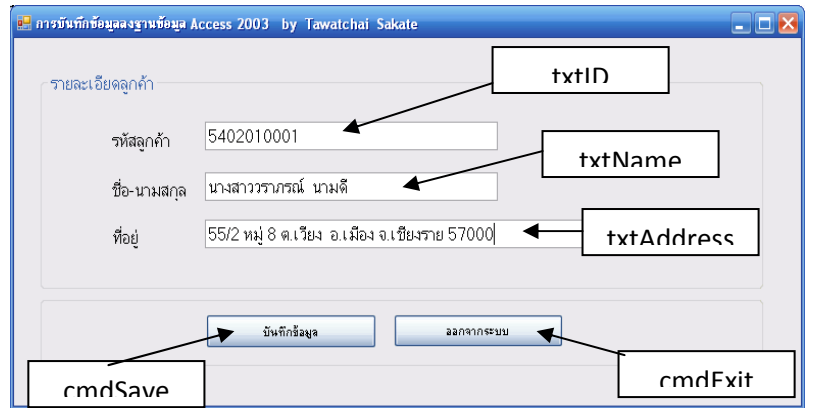 การบันทึกข้อมูลลงฐานข้อมูล Access 2003 by Tawatchai Sakate
txtID
รายละเอียดลูกค้า
รหัสลูกค้า 5402010001
txtName
ชื่อ-นามสกุล นางสาววราภรณ์ นามดี
ที่อยู่ 55/2 หมู่ 8 ต.เวียง อ.เมือง จ.เชียงราย 57000
txtAddress
บันทึกข้อมูล ออกจากระบบ
cmdSave cmdExit